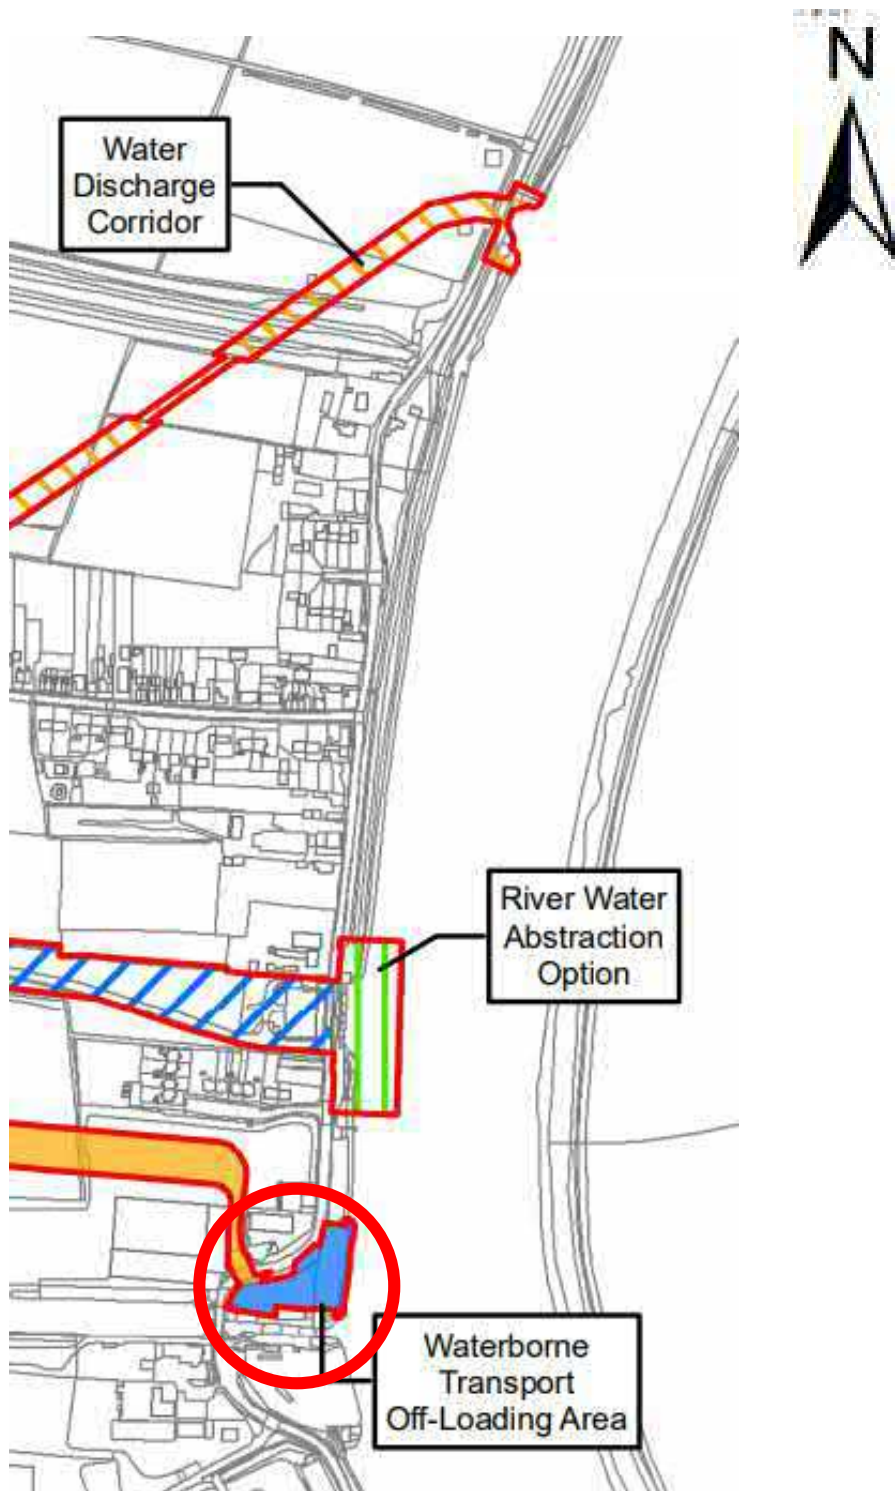 N
Water
Discharge
Corridor
River Water
Abstraction
Option
Waterborne
Transport
Off-Loading Area